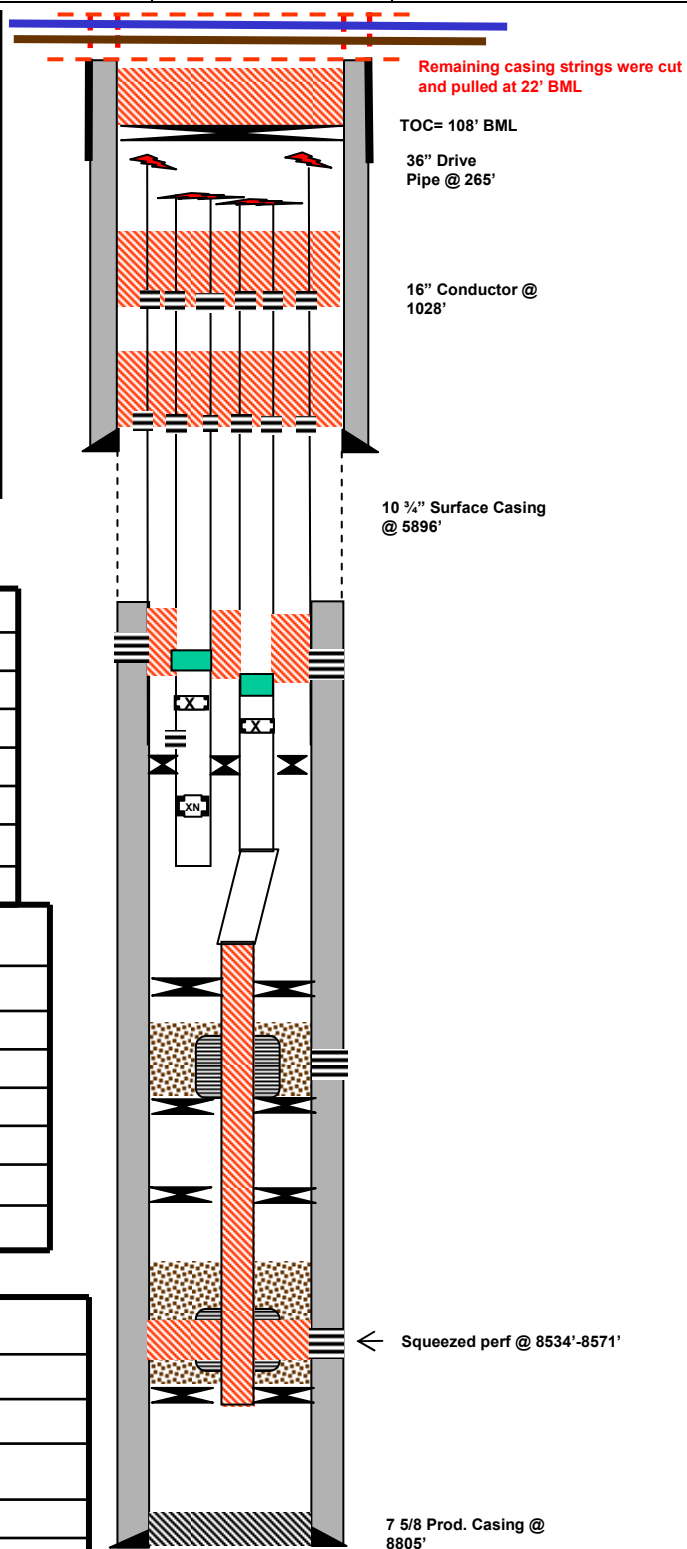 Remaining casing strings were cut
and pulled at 22' BML
TOC= 108' BML
36" Drive
Pipe @ 265'
16" Conductor @
1028'
10 ¾" Surface Casing
@ 5896'
X
X
XN
Squeezed perf @ 8534'-8571'
7 5/8 Prod. Casing @
8805'